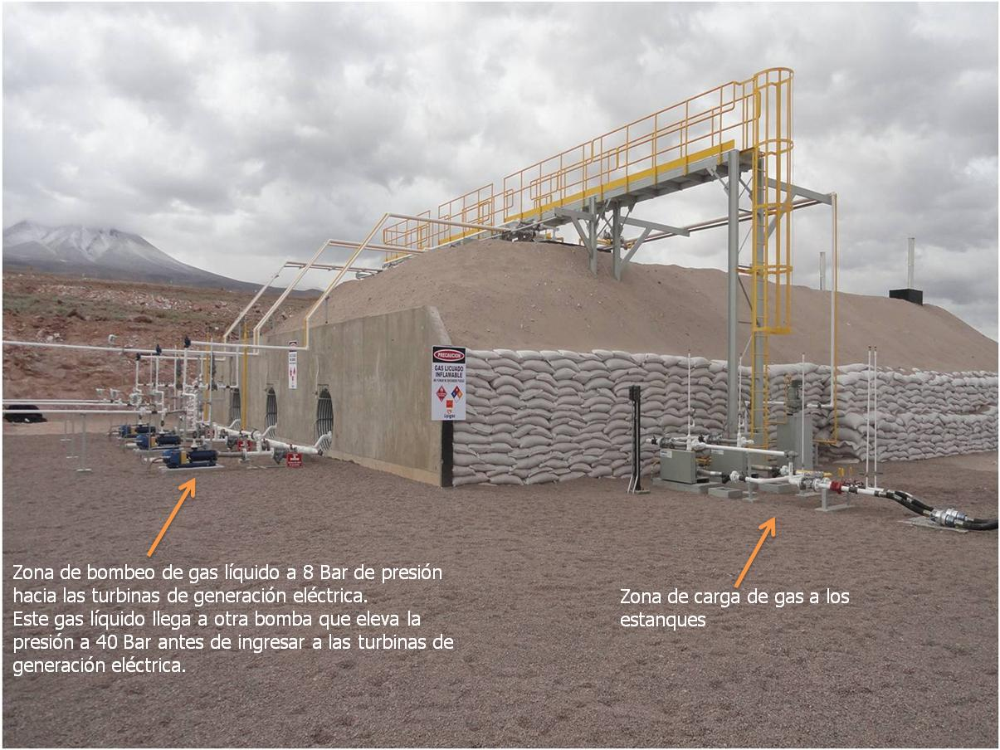 PRECAUCION
GAS LICUADO
INFLAMABLE
Lipigas
Zona de bombeo de gas líquido a 8 Bar de presión
hacia las turbinas de generación eléctrica.
Este gas líquido llega a otra bomba que eleva la
presión a 40 Bar antes de ingresar a las turbinas de
generación eléctrica.
Zona de carga de gas a los
estanques